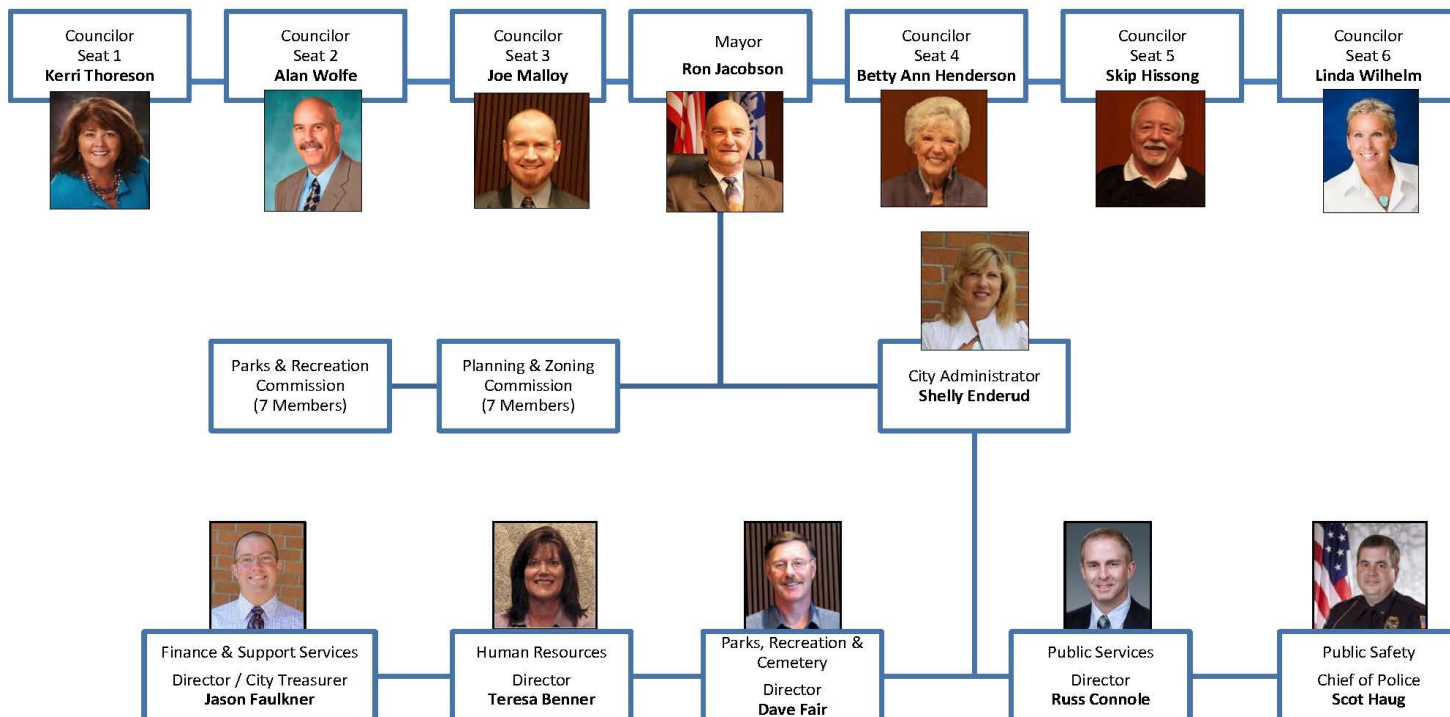 Councilor
Seat 1
Kerri Thoreson
Councilor
Seat 2
Alan Wolfe
Councilor
Seat 3
Joe Malloy
Mayor
Ron Jacobson
Councilor
Seat 4
Betty Ann Henderson
Councilor
Seat 5
Skip Hissong
Councilor
Seat 6
Linda Wilhelm
Parks & Recreation
Commission
(7 Members)
Planning & Zoning
Commission
(7 Members)
City Administrator
Shelly Enderud
Finance & Support Services
Director / City Treasurer
Jason Faulkner
Human Resources
Director
Teresa Benner
Parks, Recreation &
Cemetery
Director
Dave Fair
Public Services
Director
Russ Connole
Public Safety
Chief of Police
Scot Haug